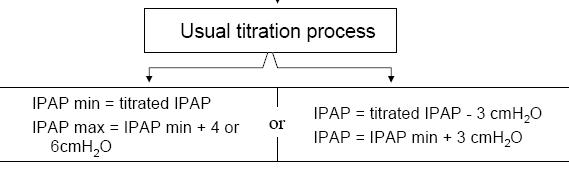 Usual titration process
IPAP min = titrated IPAP
IPAP max = IPAP min + 4 or
6cmH₂O
or
IPAP = titrated IPAP - 3 cmH₂O
IPAP = IPAP min + 3 cmH₂O